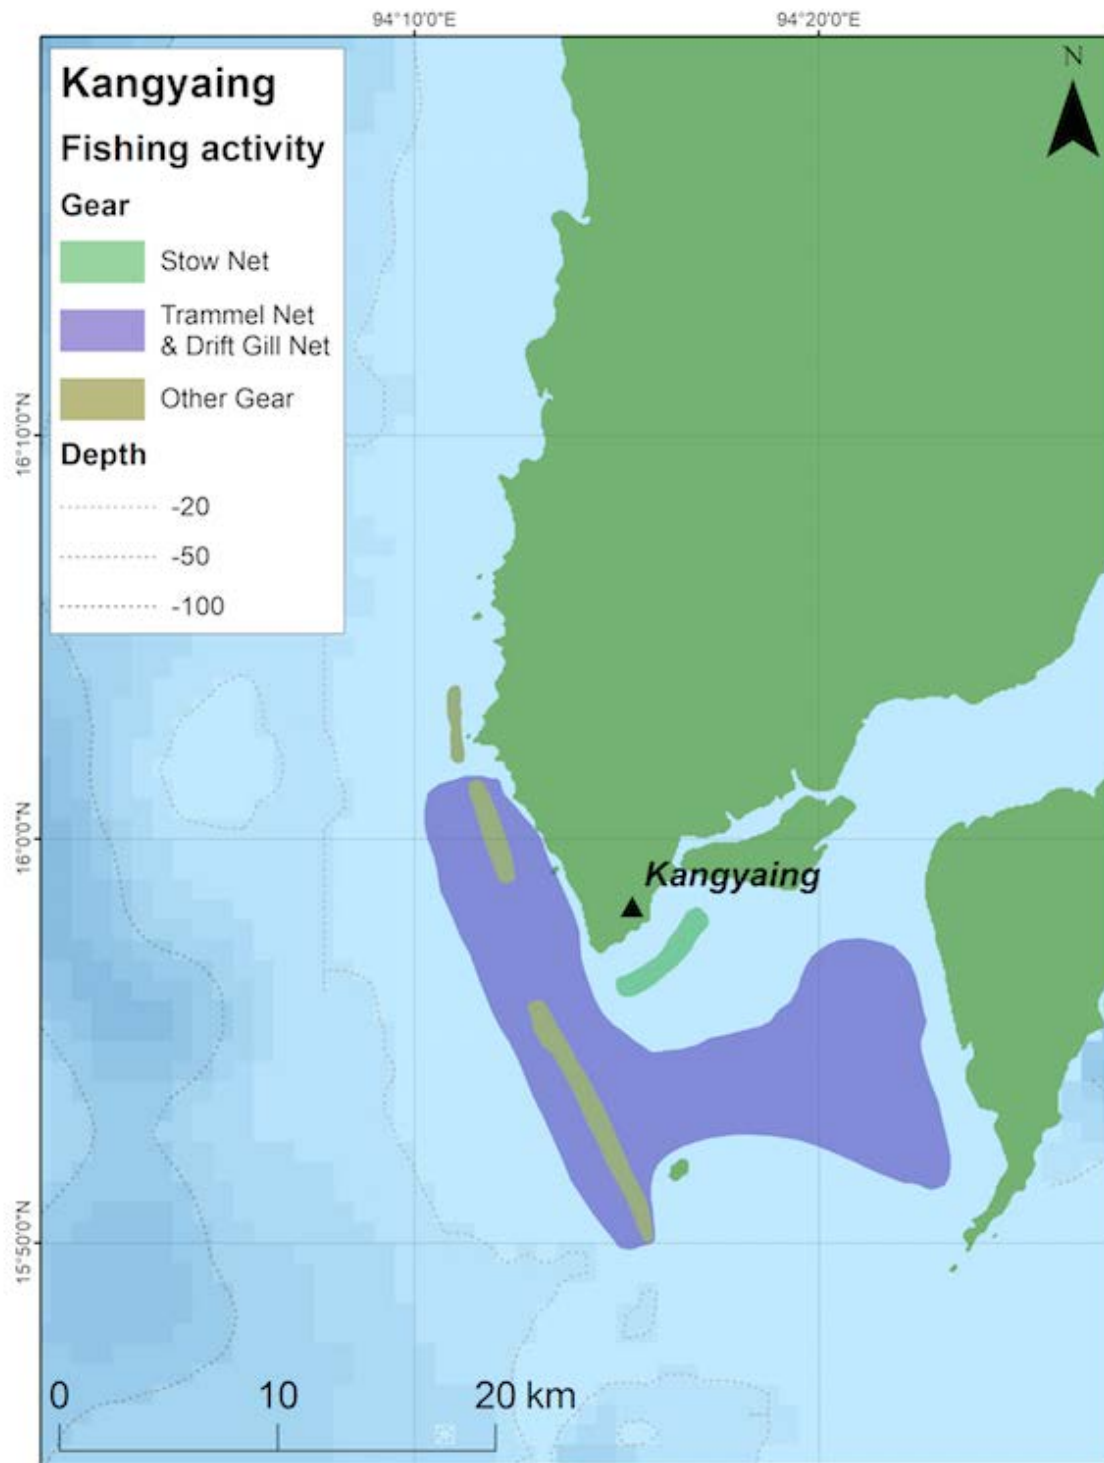 94°10'0"E 94°20'0"E
Kangyaing
Fishing activity
Gear
Stow Net
Trammel Net
& Drift Gill Net
Other Gear
Depth
-20
-50
-100
N
16°10'0"N
16°0'0"N
15°50'0"N
Kangyaing
0 10 20 km